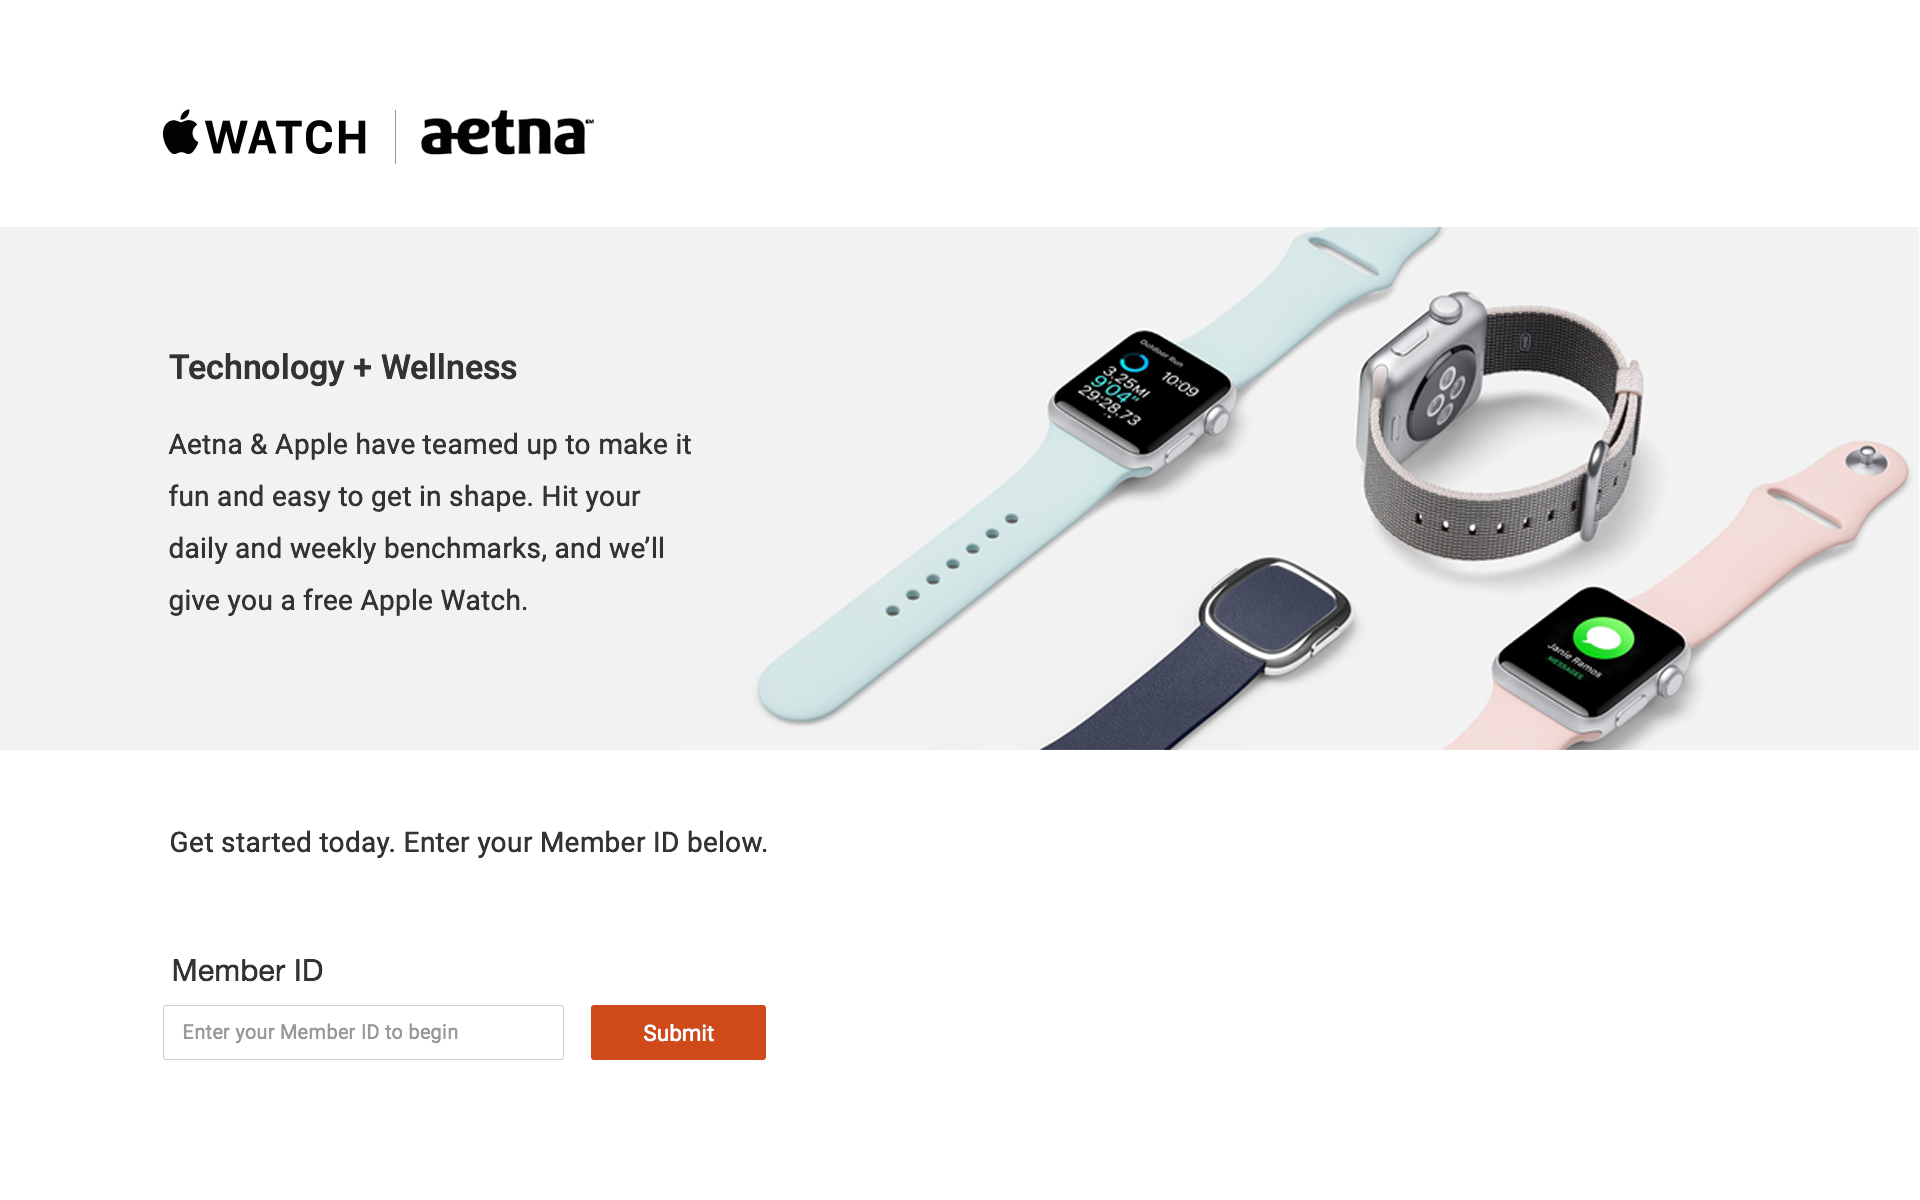 WATCH
aetna℠
Technology + Wellness
Aetna & Apple have teamed up to make it
fun and easy to get in shape. Hit your
daily and weekly benchmarks, and we’ll
give you a free Apple Watch.
Outdoor Run
10:09
3.25MI
9'04"
29:28.73
Janie Ramos
MESSAGES
Get started today. Enter your Member ID below.
Member ID
Enter your Member ID to begin
Submit